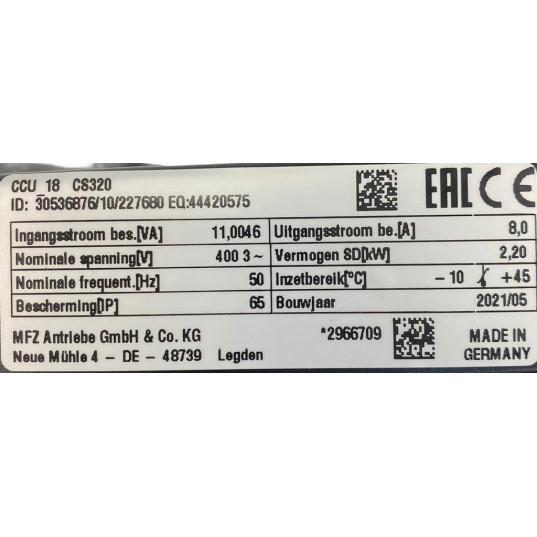 CCU_18 CS320
ID: 30536876/10/227680 EQ:44420575
EAC CE
Ingangsstroom bes.[VA] 11,0046 Uitgangsstroom be.[A] 8,0
Nominale spanning[V] 400 3~ Vermogen SD[kW] 2,20
Nominale frequent.[Hz] 50 Inzetbereik[°C] -10 +45
Bescherming[IP] 65 Bouwjaar 2021/05
MFZ Antriebe GmbH & Co. KG *2966709 MADE IN
Neue Mühle 4 - DE - 48739 Legden GERMANY